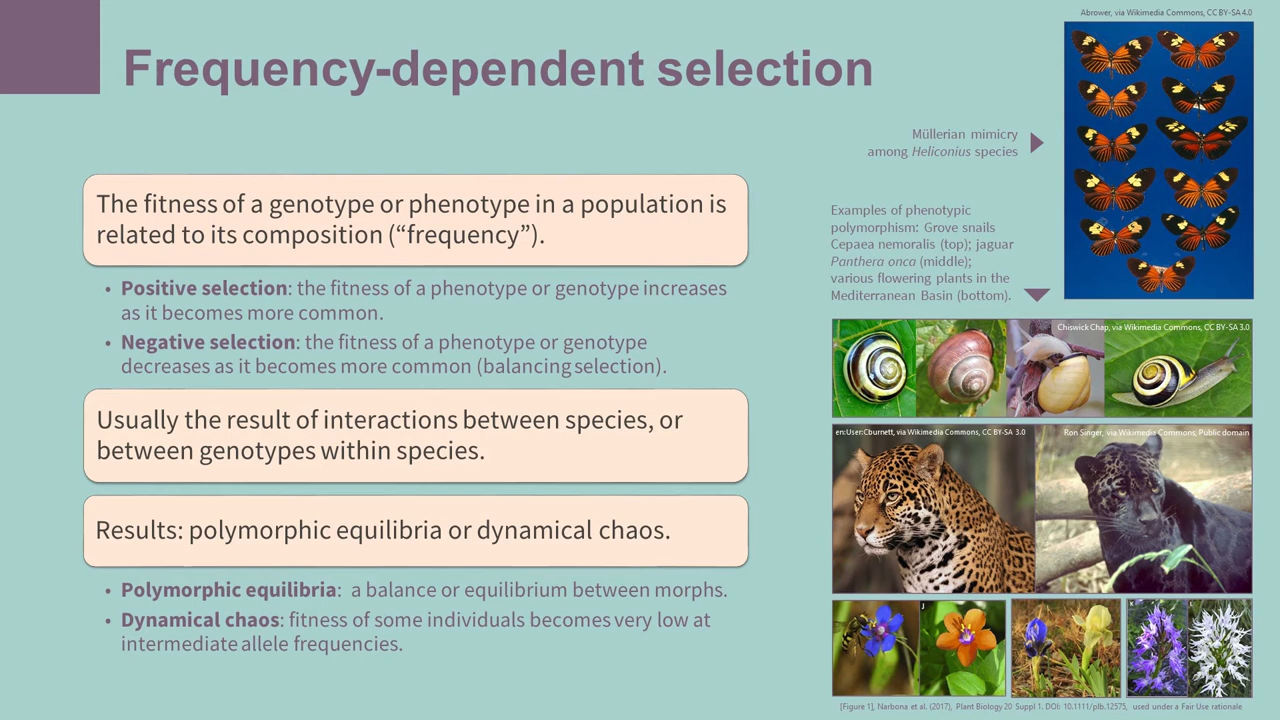 Abrower, via Wikimedia Commons, CC BY-SA 4.0
Frequency-dependent selection
Müllerian mimicry
among Heliconius species
The fitness of a genotype or phenotype in a population is
related to its composition (“frequency”).
• Positive selection: the fitness of a phenotype or genotype increases
as it becomes more common.
• Negative selection: the fitness of a phenotype or genotype
decreases as it becomes more common (balancing selection).
Usually the result of interactions between species, or
between genotypes within species.
Results: polymorphic equilibria or dynamical chaos.
• Polymorphic equilibria: a balance or equilibrium between morphs.
• Dynamical chaos: fitness of some individuals becomes very low at
intermediate allele frequencies.
Examples of phenotypic
polymorphism: Grove snails
Cepaea nemoralis (top); jaguar
Panthera onca (middle);
various flowering plants in the
Mediterranean Basin (bottom).
Chiswick Chap, via Wikimedia Commons, CC BY-SA 3.0
en:User:Cburnett, via Wikimedia Commons, CC BY-SA 3.0
Ron Singer, via Wikimedia Commons, Public domain
J
K
[Figure 1], Narbona et al. (2017), Plant Biology 20 Suppl 1. DOI: 10.1111/plb.12575, used under a Fair Use rationale